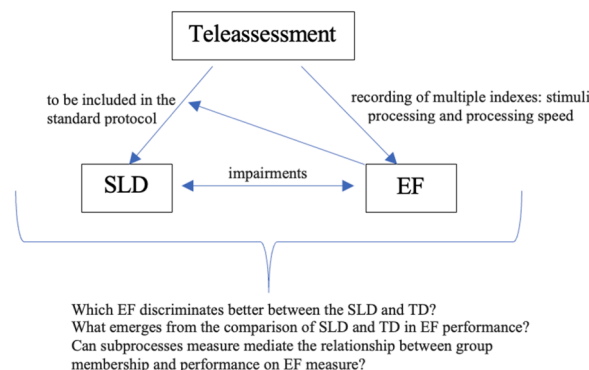 Teleassessment
to be included in the
standard protocol
recording of multiple indexes: stimuli
processing and processing speed
SLD
impairments
EF
Which EF discriminates better between the SLD and TD?
What emerges from the comparison of SLD and TD in EF performance?
Can subprocesses measure mediate the relationship between group
membership and performance on EF measure?